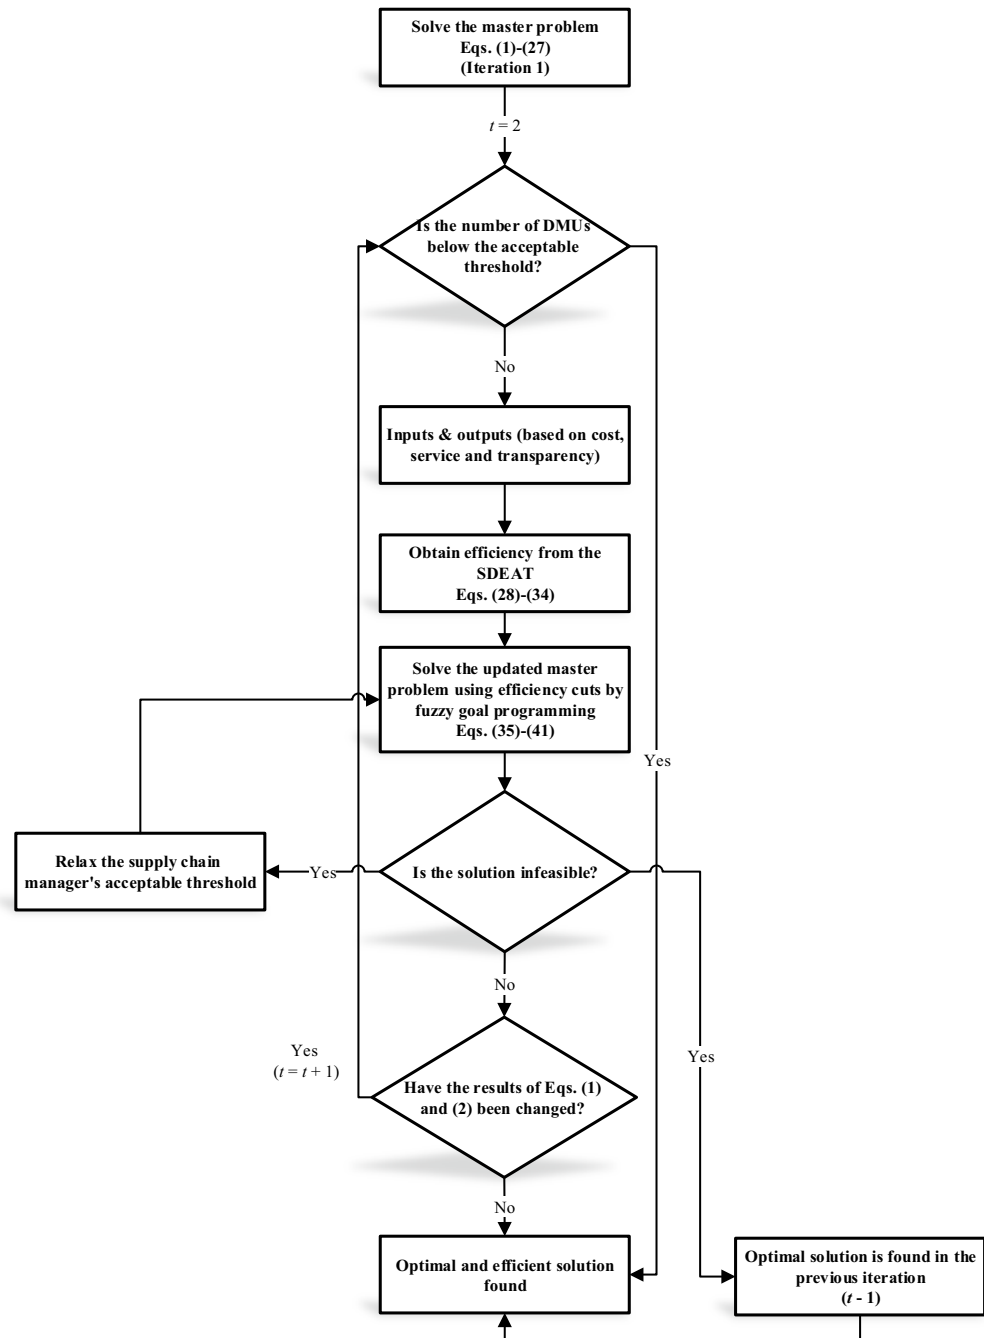 Solve the master problem
Eqs. (1)-(27)
(Iteration 1)
t = 2
Is the number of DMUs
below the acceptable
threshold?
No
Inputs & outputs (based on cost,
service and transparency)
Obtain efficiency from the
SDEAT
Eqs. (28)-(34)
Solve the updated master
problem using efficiency cuts by
fuzzy goal programming
Eqs. (35)-(41)
Yes
Relax the supply chain
manager's acceptable threshold
Yes
Is the solution infeasible?
No
Yes
(t = t + 1)
Yes
Have the results of Eqs. (1)
and (2) been changed?
No
Optimal and efficient solution
found
Optimal solution is found in the
previous iteration
(t - 1)